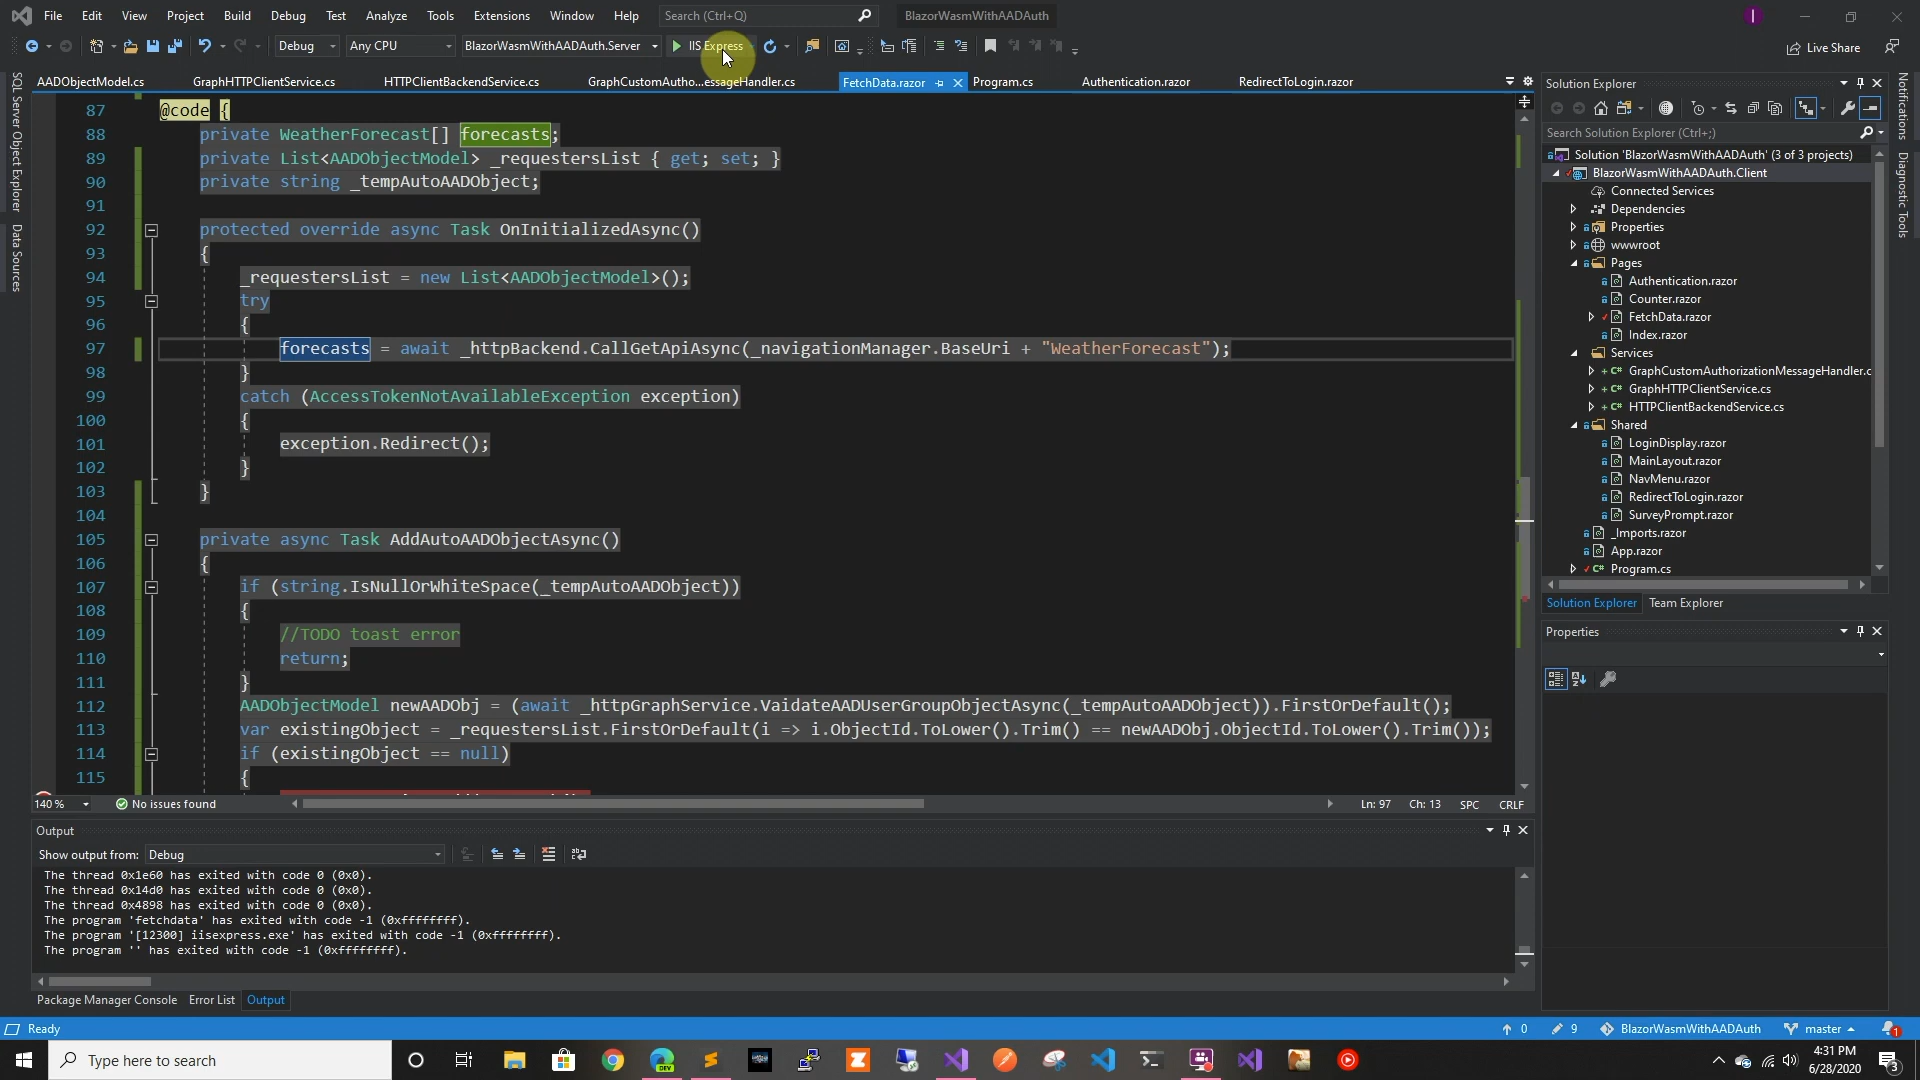 File Edit View Project Build Debug Test Analyze Tools Extensions Window Help Search (Ctrl+Q) BlazorWasmWithAADAuth I
Debug Any CPU BlazorWasmWithAADAuth.Server IIS Express Live Share
AADObjectModel.cs GraphHTTPClientService.cs HTTPClientBackendService.cs GraphCustomAutho...essageHandler.cs FetchData.razor Program.cs Authentication.razor RedirectToLogin.razor
SQL Server Object Explorer
Data Sources
87 @code {
88 private WeatherForecast[] forecasts;
89 private List<AADObjectModel> _requestersList { get; set; }
90 private string _tempAutoAADObject;
91
92 protected override async Task OnInitializedAsync()
93 {
94 _requestersList = new List<AADObjectModel>();
95 try
96 {
97 forecasts = await _httpBackend.CallGetApiAsync(_navigationManager.BaseUri + "WeatherForecast");
98 }
99 catch (AccessTokenNotAvailableException exception)
100 {
101 exception.Redirect();
102 }
103 }
104
105 private async Task AddAutoAADObjectAsync()
106 {
107 if (string.IsNullOrWhiteSpace(_tempAutoAADObject))
108 {
109 //TODO toast error
110 return;
111 }
112 AADObjectModel newAADObj = (await _httpGraphService.VaidateAADUserGroupObjectAsync(_tempAutoAADObject)).FirstOrDefault();
113 var existingObject = _requestersList.FirstOrDefault(i => i.ObjectId.ToLower().Trim() == newAADObj.ObjectId.ToLower().Trim());
114 if (existingObject == null)
115 {
140 % No issues found Ln: 97 Ch: 13 SPC CRLF
Output
Show output from: Debug
The thread 0x1e60 has exited with code 0 (0x0).
The thread 0x14d0 has exited with code 0 (0x0).
The thread 0x4898 has exited with code 0 (0x0).
The program 'fetchdata' has exited with code -1 (0xffffffff).
The program '[12300] iisexpress.exe' has exited with code -1 (0xffffffff).
The program '' has exited with code -1 (0xffffffff).
Package Manager Console Error List Output
Solution Explorer
Search Solution Explorer (Ctrl+;)
Solution 'BlazorWasmWithAADAuth' (3 of 3 projects)
BlazorWasmWithAADAuth.Client
Connected Services
Dependencies
Properties
wwwroot
Pages
Authentication.razor
Counter.razor
FetchData.razor
Index.razor
Services
GraphCustomAuthorizationMessageHandler.c
GraphHTTPClientService.cs
HTTPClientBackendService.cs
Shared
LoginDisplay.razor
MainLayout.razor
NavMenu.razor
RedirectToLogin.razor
SurveyPrompt.razor
_Imports.razor
App.razor
Program.cs
Solution Explorer Team Explorer
Properties
Notifications
Diagnostic Tools
Ready 0 9 BlazorWasmWithAADAuth master 1
Type here to search
DEV
4:31 PM
6/28/2020
3